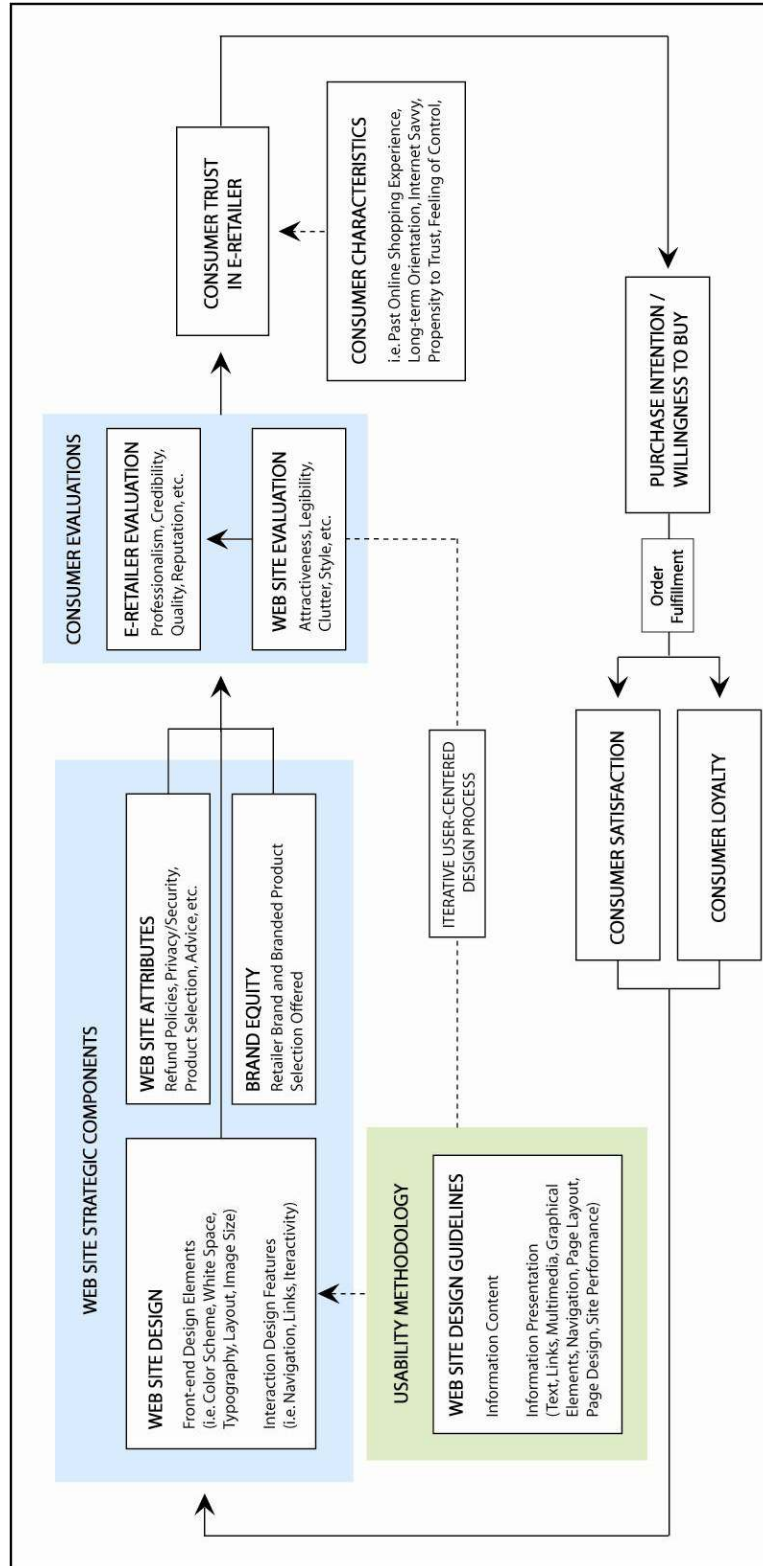 WEB SITE STRATEGIC COMPONENTS
WEB SITE DESIGN
Front-end Design Elements
(i.e. Color Scheme, White Space,
Typography, Layout, Image Size)
Interaction Design Features
(i.e. Navigation, Links, Iteractivity)
WEB SITE ATTRIBUTES
Refund Policies, Privacy/Security,
Product Selection, Advice, etc.
BRAND EQUITY
Retailer Brand and Branded Product
Selection Offered
CONSUMER EVALUATIONS
E-RETAILER EVALUATION
Professionalism, Credibility,
Quality, Reputation, etc.
WEB SITE EVALUATION
Attractiveness, Legibility,
Clutter, Style, etc.
CONSUMER TRUST
IN E-RETAILER
CONSUMER CHARACTERISTICS
i.e. Past Online Shopping Experience,
Long-term Orientation, Internet Savvy,
Propensity to Trust, Feeling of Control,
USABILITY METHODOLOGY
WEB SITE DESIGN GUIDELINES
Information Content
Information Presentation
(Text, Links, Multimedia, Graphical
Elements, Navigation, Page Layout,
Page Design, Site Performance)
ITERATIVE USER-CENTERED
DESIGN PROCESS
CONSUMER SATISFACTION
CONSUMER LOYALTY
Order
Fulfillment
PURCHASE INTENTION /
WILLINGNESS TO BUY